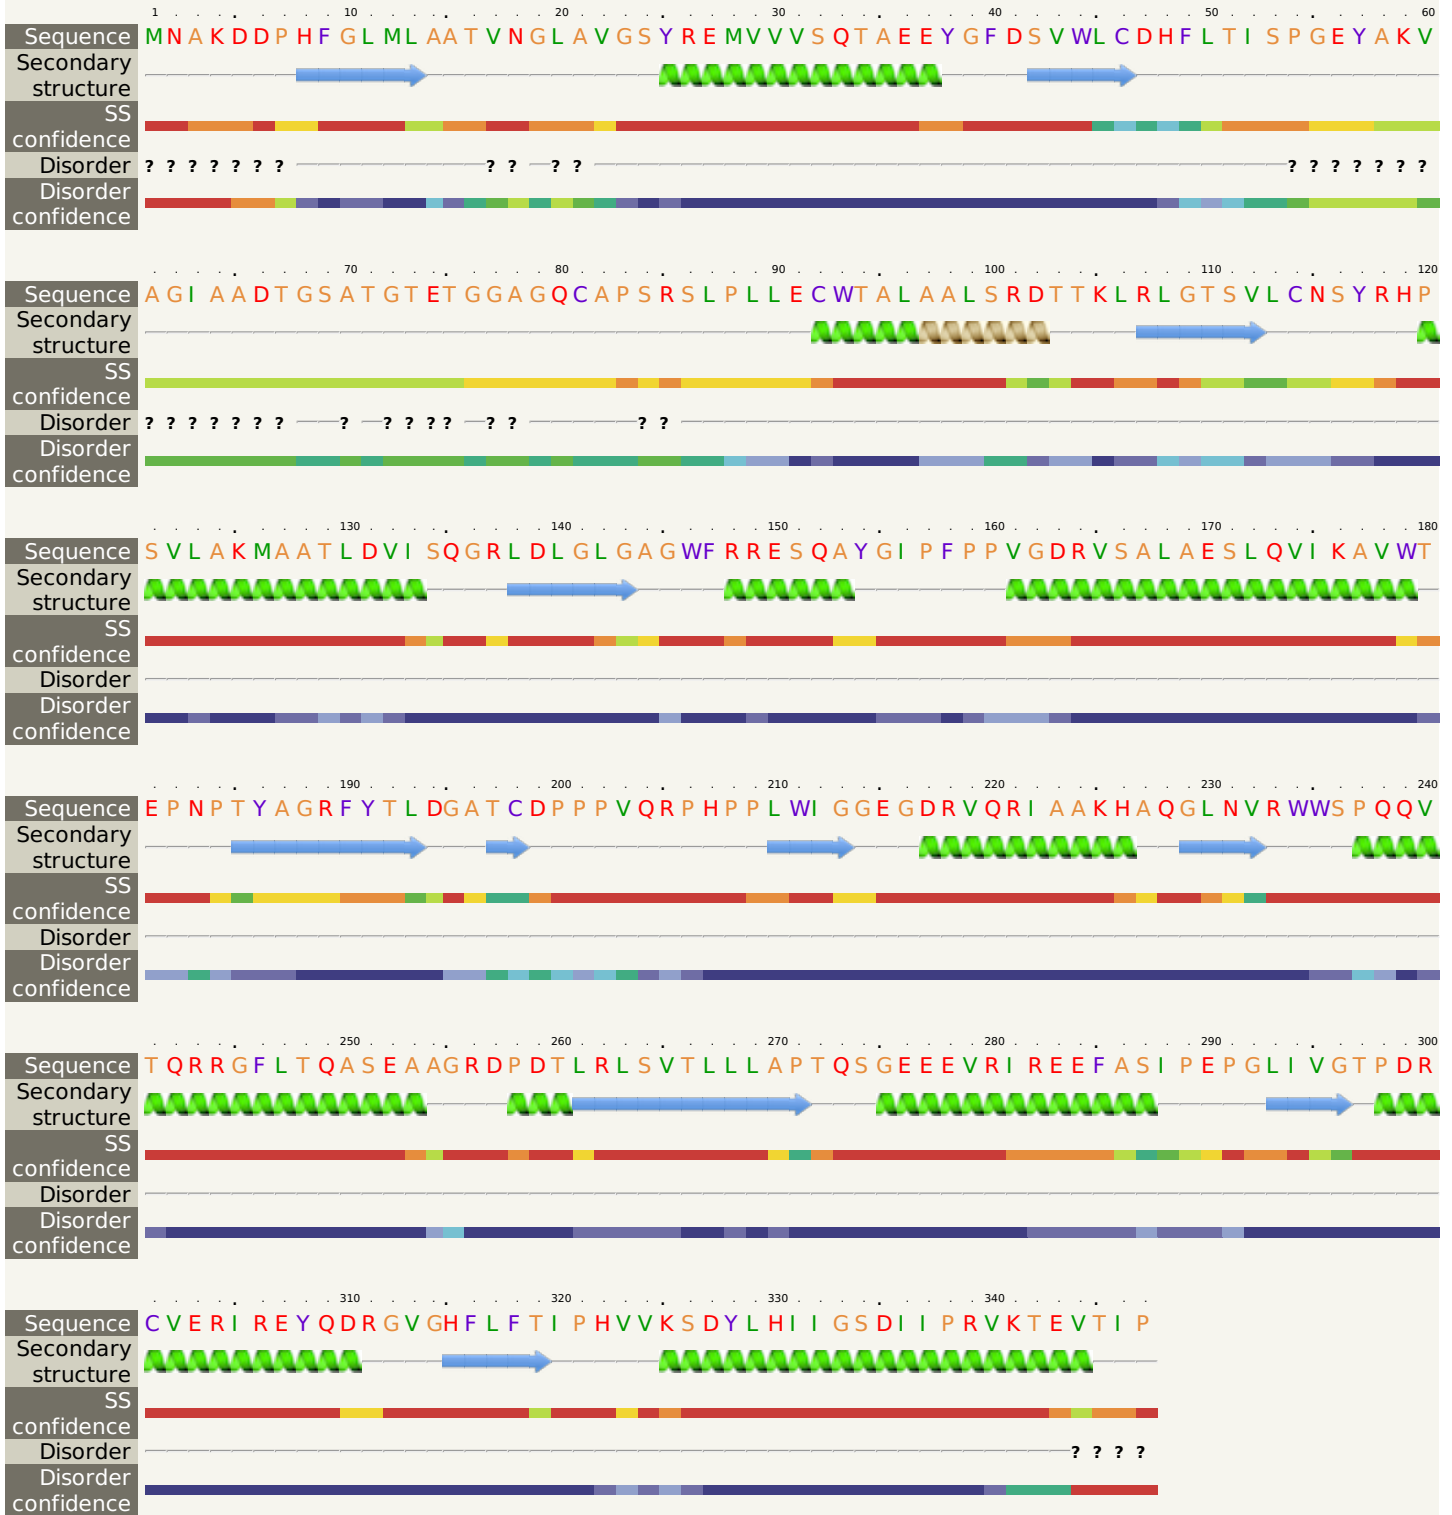 1 10 20 30 40 50 60
Sequence MNAKDDPHFGLMLAATVNGLAVGSYREMVVVSQTAEEYGFDSVWLCDHFLTISPGEYAKV
Secondary
structure
SS
confidence
Disorder ? ? ? ? ? ? ? ? ? ? ? ? ? ? ? ? ? ?
Disorder
confidence
70 80 90 100 110 120
Sequence AGIAADTGSATGTETGGAGQCAPSRSLPLLECWTALAALSRDTTKLRLGTSVLCNSYRHP
Secondary
structure
SS
confidence
Disorder ? ? ? ? ? ? ? ? ? ? ? ? ? ? ? ?
Disorder
confidence
130 140 150 160 170 180
Sequence SVLAKMAATLDVISQGRLDLGLGAGWFRRESQAYGIPFPPVGDRVSALAESLQVIKAVWT
Secondary
structure
SS
confidence
Disorder
Disorder
confidence
190 200 210 220 230 240
Sequence EPNPTYAGRFYTLDGATCDPPPVQRPHPPLWIGGEGDRVQRIAAKHAQGLNVRWWSPQQV
Secondary
structure
SS
confidence
Disorder
Disorder
confidence
250 260 270 280 290 300
Sequence TQRRGFLTQASEAAGRDPDTLRLSVTLLLAPTQSGEEEVRIREEFASIPEPGLIVGTPDR
Secondary
structure
SS
confidence
Disorder
Disorder
confidence
310 320 330 340
Sequence CVERIREYQDRGVGHFLFTIPHVVKSDYLHIIGSDIIPRVKTEVTIP
Secondary
structure
SS
confidence
Disorder ? ? ? ?
Disorder
confidence